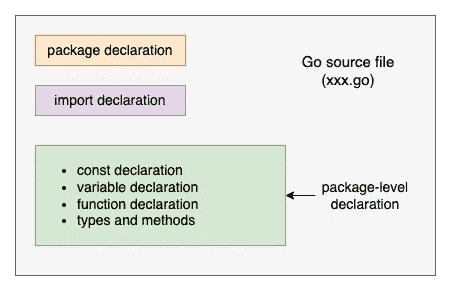 package declaration
Go source file
(xxx.go)
import declaration
• const declaration
• variable declaration
• function declaration
• types and methods
package-level
declaration